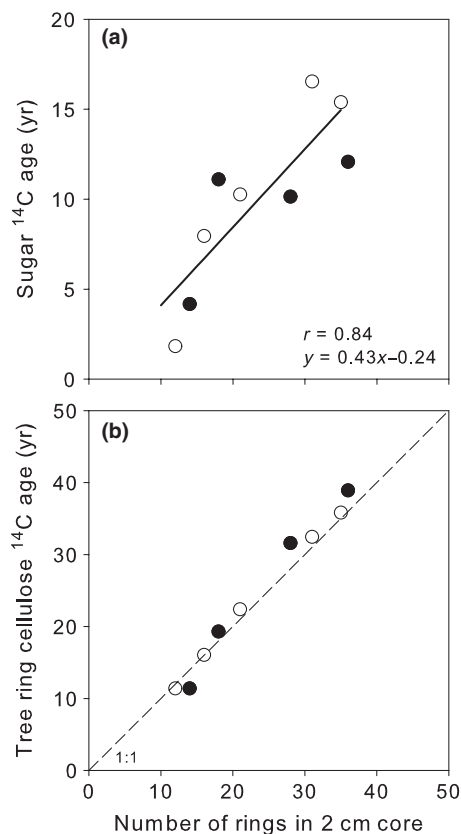 (a)
Sugar ¹⁴C age (yr)
20
15
10
5
0
r = 0.84
y = 0.43x–0.24
(b)
Tree ring cellulose ¹⁴C age (yr)
50
40
30
20
10
0
1:1
0 10 20 30 40 50
Number of rings in 2 cm core